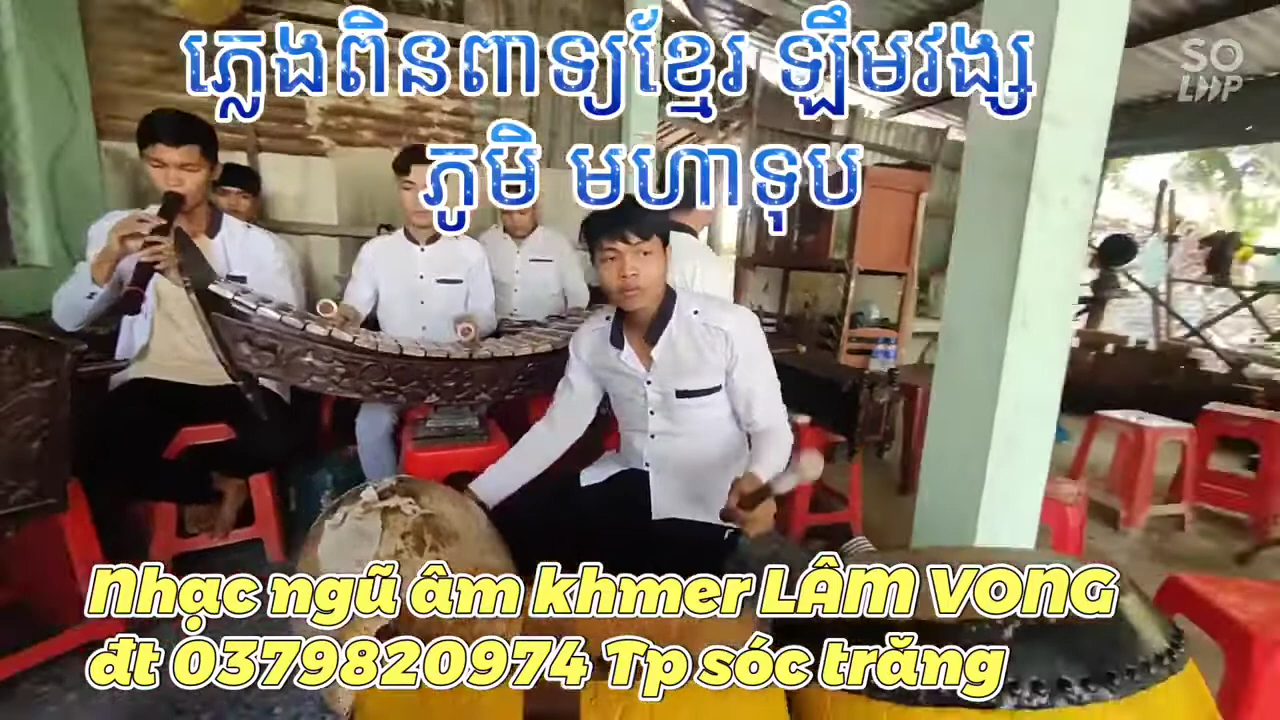 ភ្លេងពិនពាទ្យខ្មែរ ឡឹមវង្ស
ភូមិ មហាទុប
SO
LMP
Nhạc ngũ âm khmer LÂM VONG
đt 0379820974 Tp sóc trăng